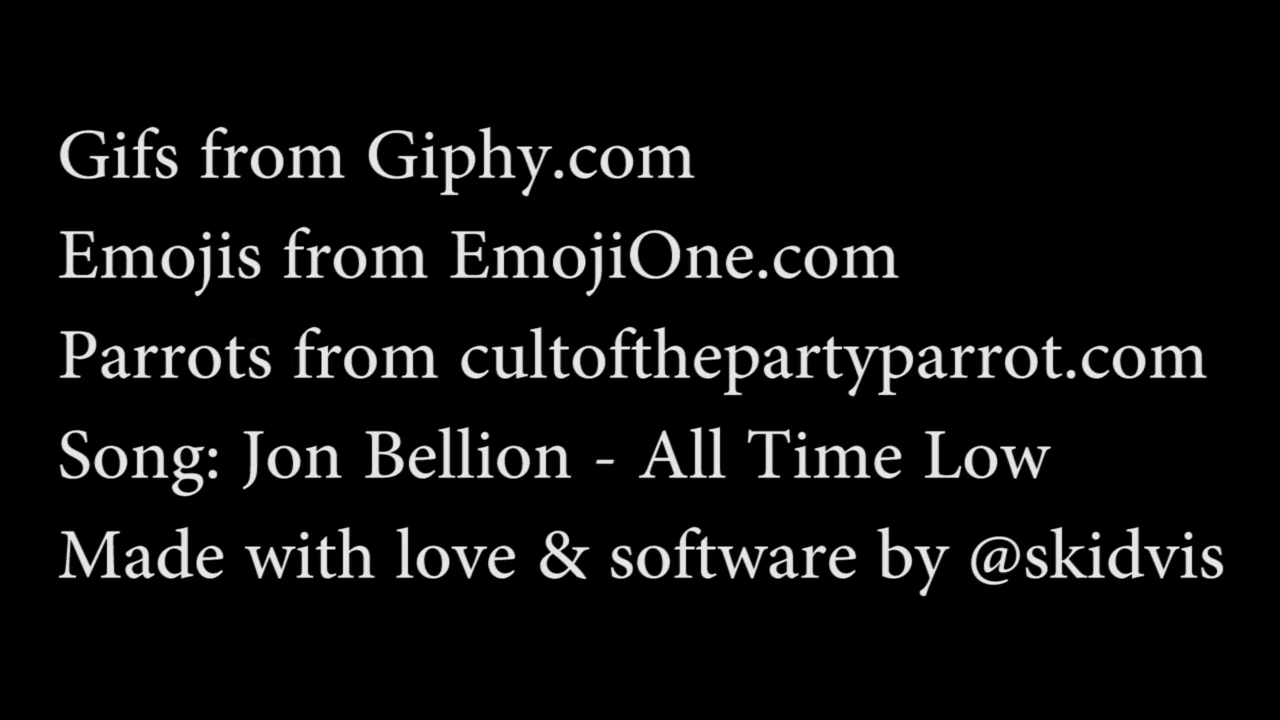 Gifs from Giphy.com
Emojis from EmojiOne.com
Parrots from cultofthepartyparrot.com
Song: Jon Bellion - All Time Low
Made with love & software by @skidvis